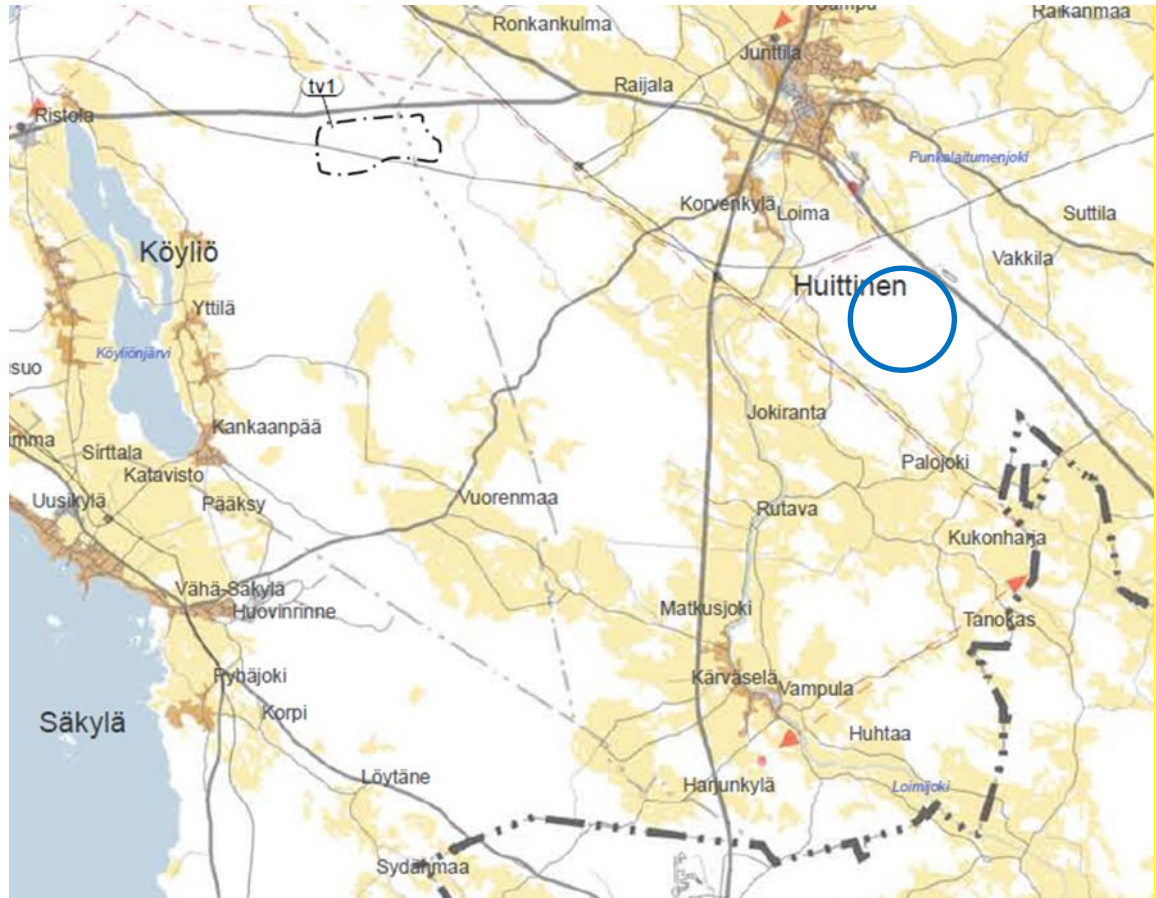 Ronkankulma
Raikanmaa
Junttila
Raijala
tv1
Ristola
Punkalaitumenjoki
Korvenkylä
Loima
Suttila
Köyliö
Vakkila
Huittinen
Yttilä
Köyliönjärvi
suo
Jokiranta
Kankaanpää
Sirttala
Palojoki
Katavisto
Uusikylä
Pääksy
Vuorenmaa
Rutava
Kukonharja
Vähä-Säkylä
Huovinrinne
Matkusjoki
Tanokas
Pyhäjoki
Kärväselä
Vampula
Korpi
Säkylä
Huhtaa
Löytäne
Harjunkylä
Loimijoki
Sydänmaa